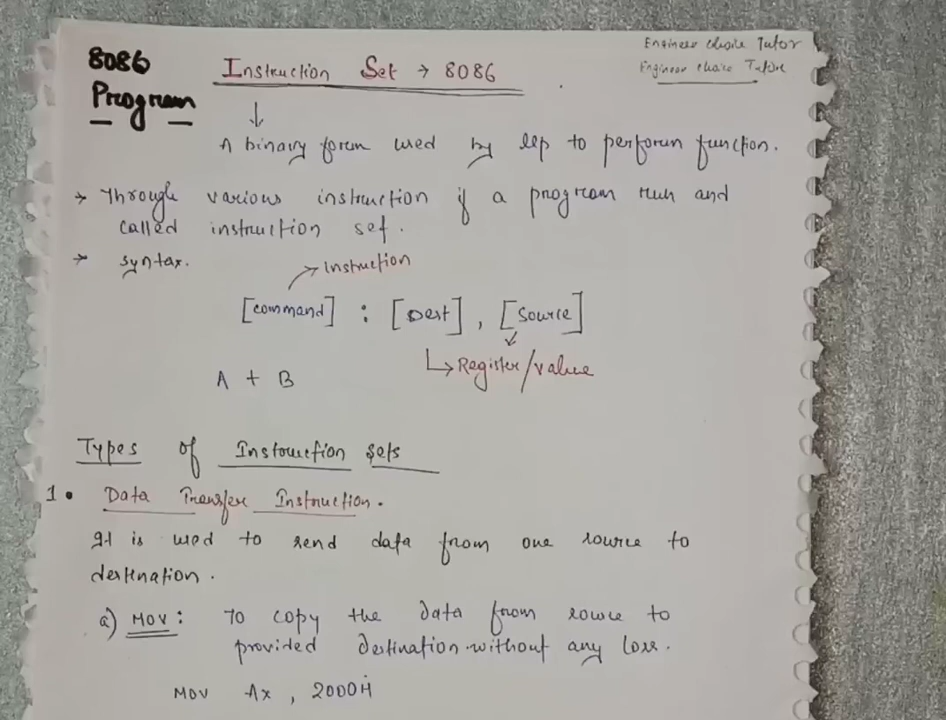 Engineer choice Tutor
Engineer choice Tutor
8086
Program
Instruction Set → 8086
↓
A binary form used by up to perform function.
→ Through various instruction if a program run and
called instruction set.
→ Syntax.
→ Instruction
[command] : [Dest] , [Source]
↳ Register/value
A + B
Types of Instruction sets
1. Data Transfer Instruction.
It is used to send data from one source to
destination.
a) MOV : To copy the data from source to
provided destination without any loss.
MOV Ax , 2000H